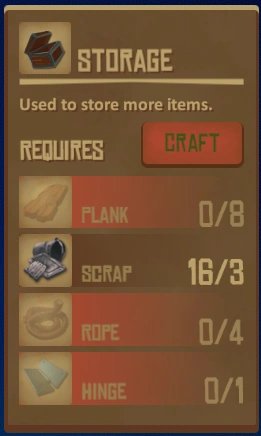 STORAGE
Used to store more items.
REQUIRES CRAFT
PLANK 0/8
SCRAP 16/3
ROPE 0/4
HINGE 0/1